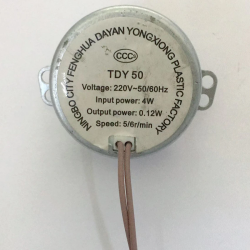 NINGBO CITY FENGHUA DAYAN YONGXIONG PLASTIC FACTORY
CCC
TDY 50
Voltage: 220V~50/60Hz
Input power: 4W
Output power: 0.12W
Speed: 5/6r/min